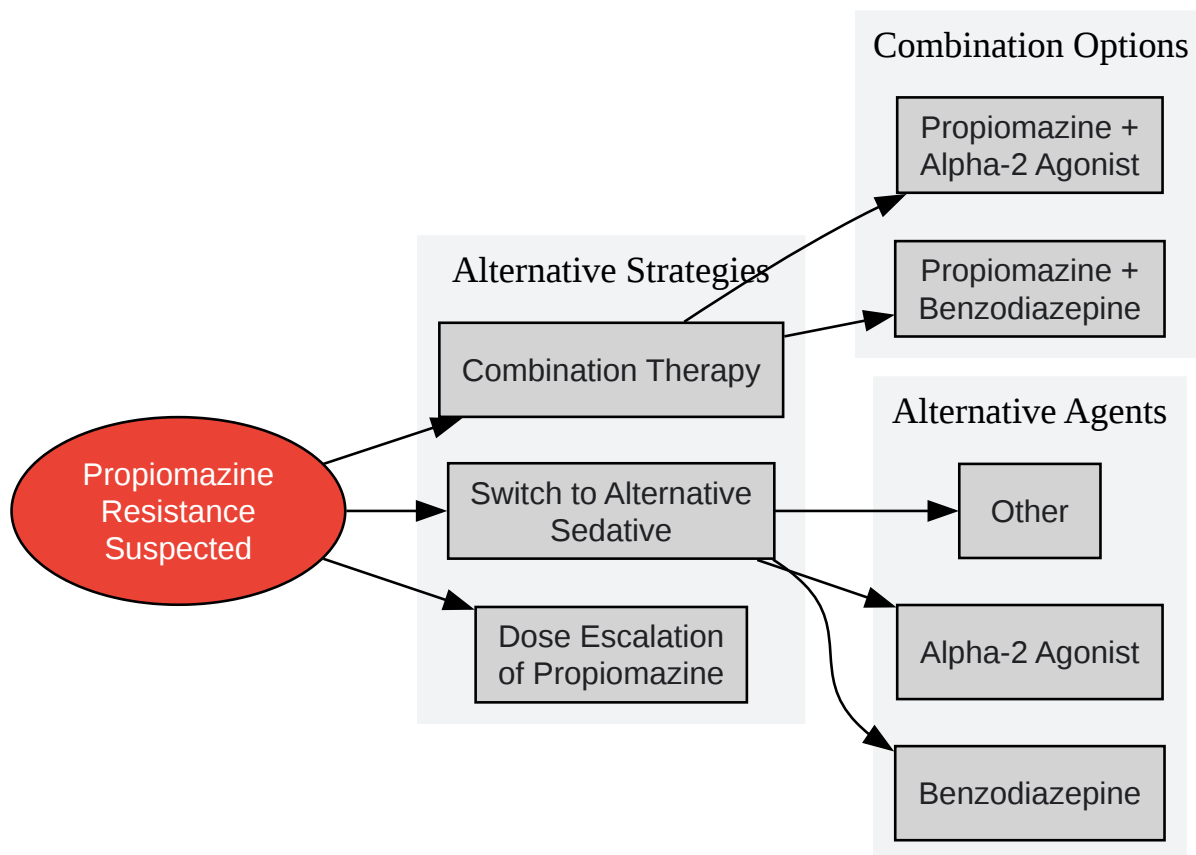 Propiomazine
Resistance
Suspected
Alternative Strategies
Combination Therapy
Switch to Alternative
Sedative
Dose Escalation
of Propiomazine
Combination Options
Propiomazine +
Alpha-2 Agonist
Propiomazine +
Benzodiazepine
Alternative Agents
Other
Alpha-2 Agonist
Benzodiazepine